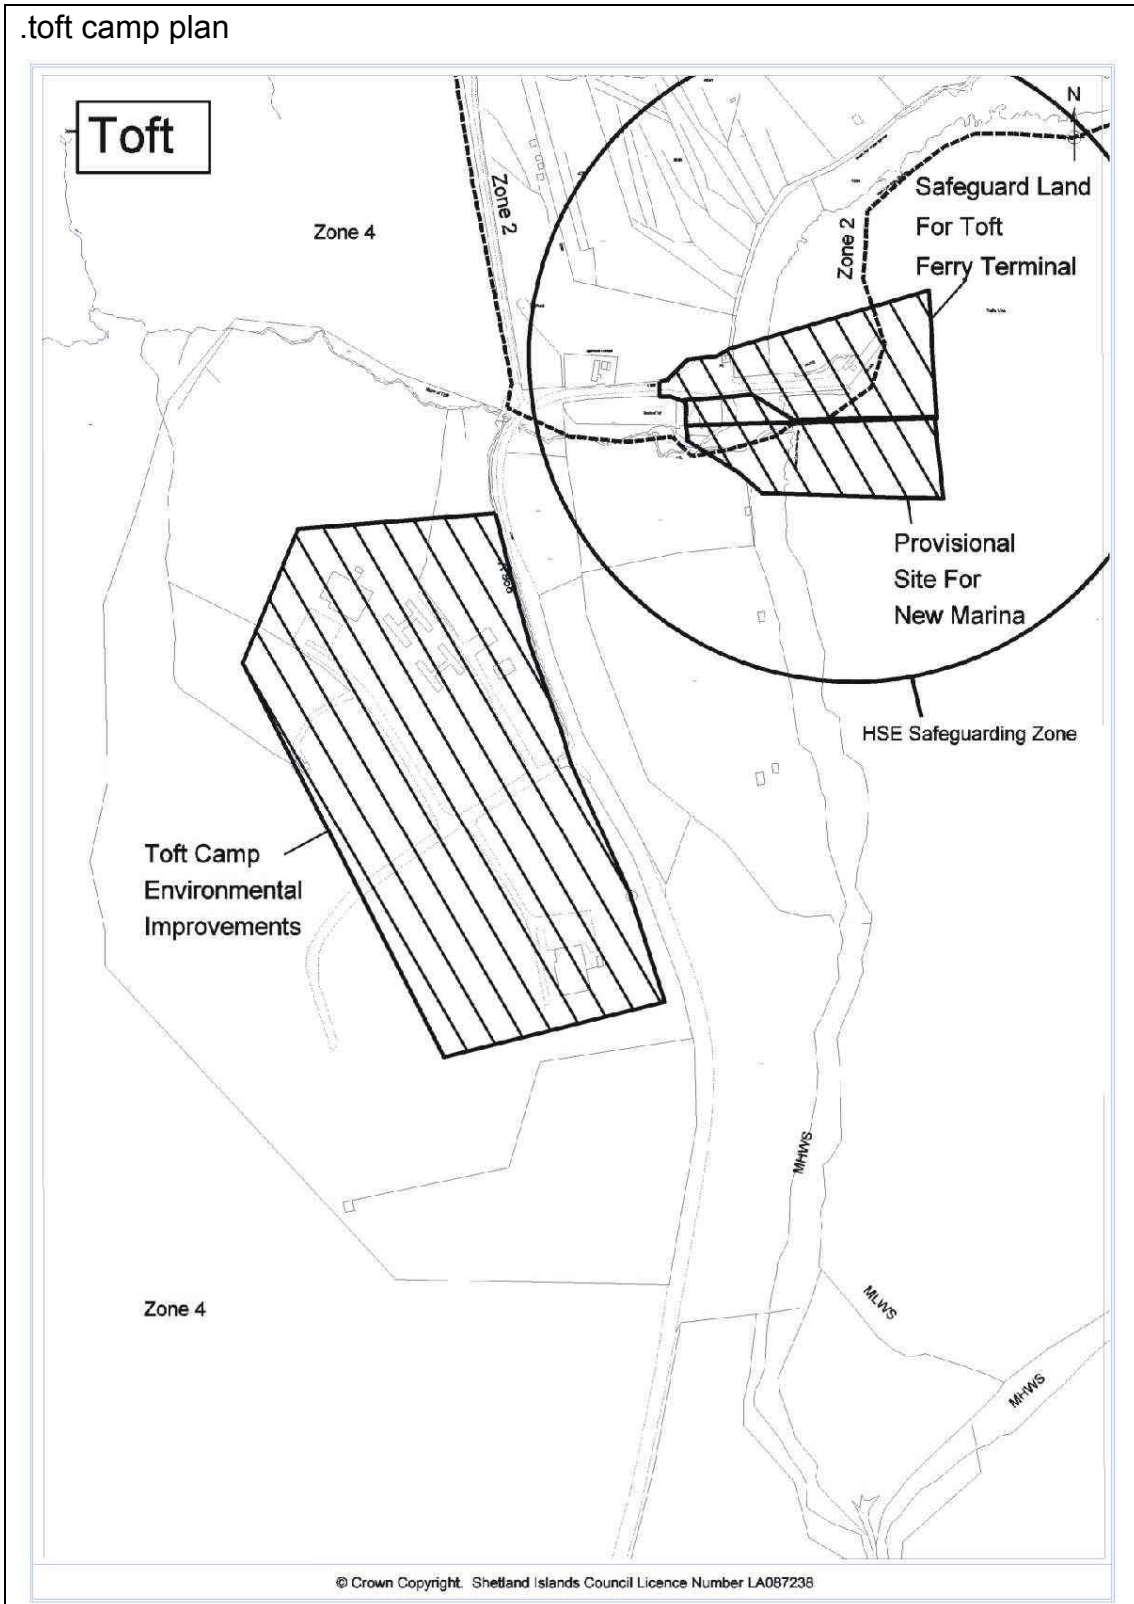 .toft camp plan
Toft
N
Zone 4
Zone 2
Zone 2
Safeguard Land
For Toft
Ferry Terminal
Provisional
Site For
New Marina
HSE Safeguarding Zone
Toft Camp
Environmental
Improvements
MHWS
Zone 4
MLWS
MHWS
© Crown Copyright. Shetland Islands Council Licence Number LA087238